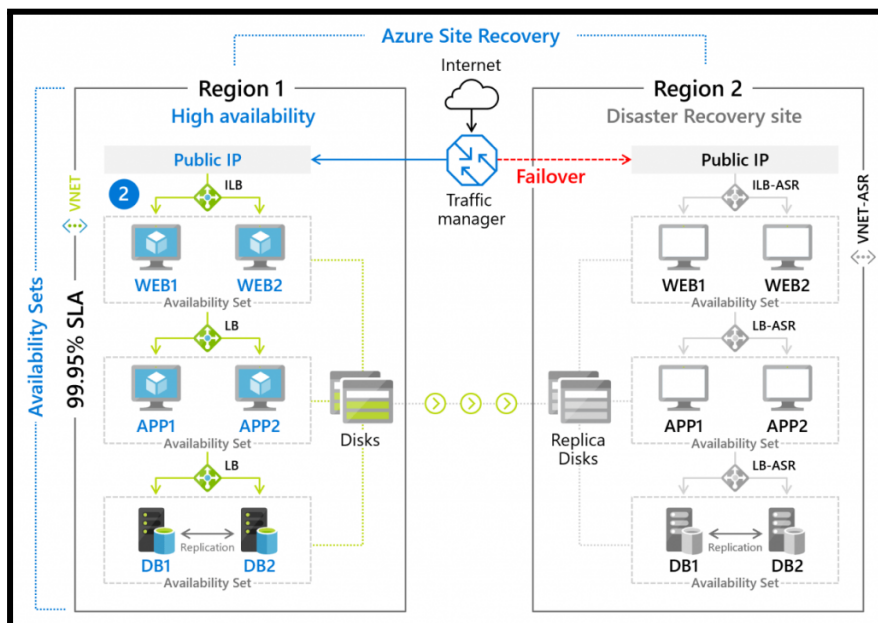 Azure Site Recovery
Internet
Region 1
High availability
Region 2
Disaster Recovery site
Public IP
Traffic
manager
Failover
Public IP
2
VNET
ILB
WEB1
WEB2
Availability Set
LB
APP1
APP2
Availability Set
LB
DB1
Replication
DB2
Availability Set
Availability Sets
99.95% SLA
Disks
Replica
Disks
ILB-ASR
VNET-ASR
WEB1
WEB2
Availability Set
LB-ASR
APP1
APP2
Availability Set
LB-ASR
DB1
Replication
DB2
Availability Set